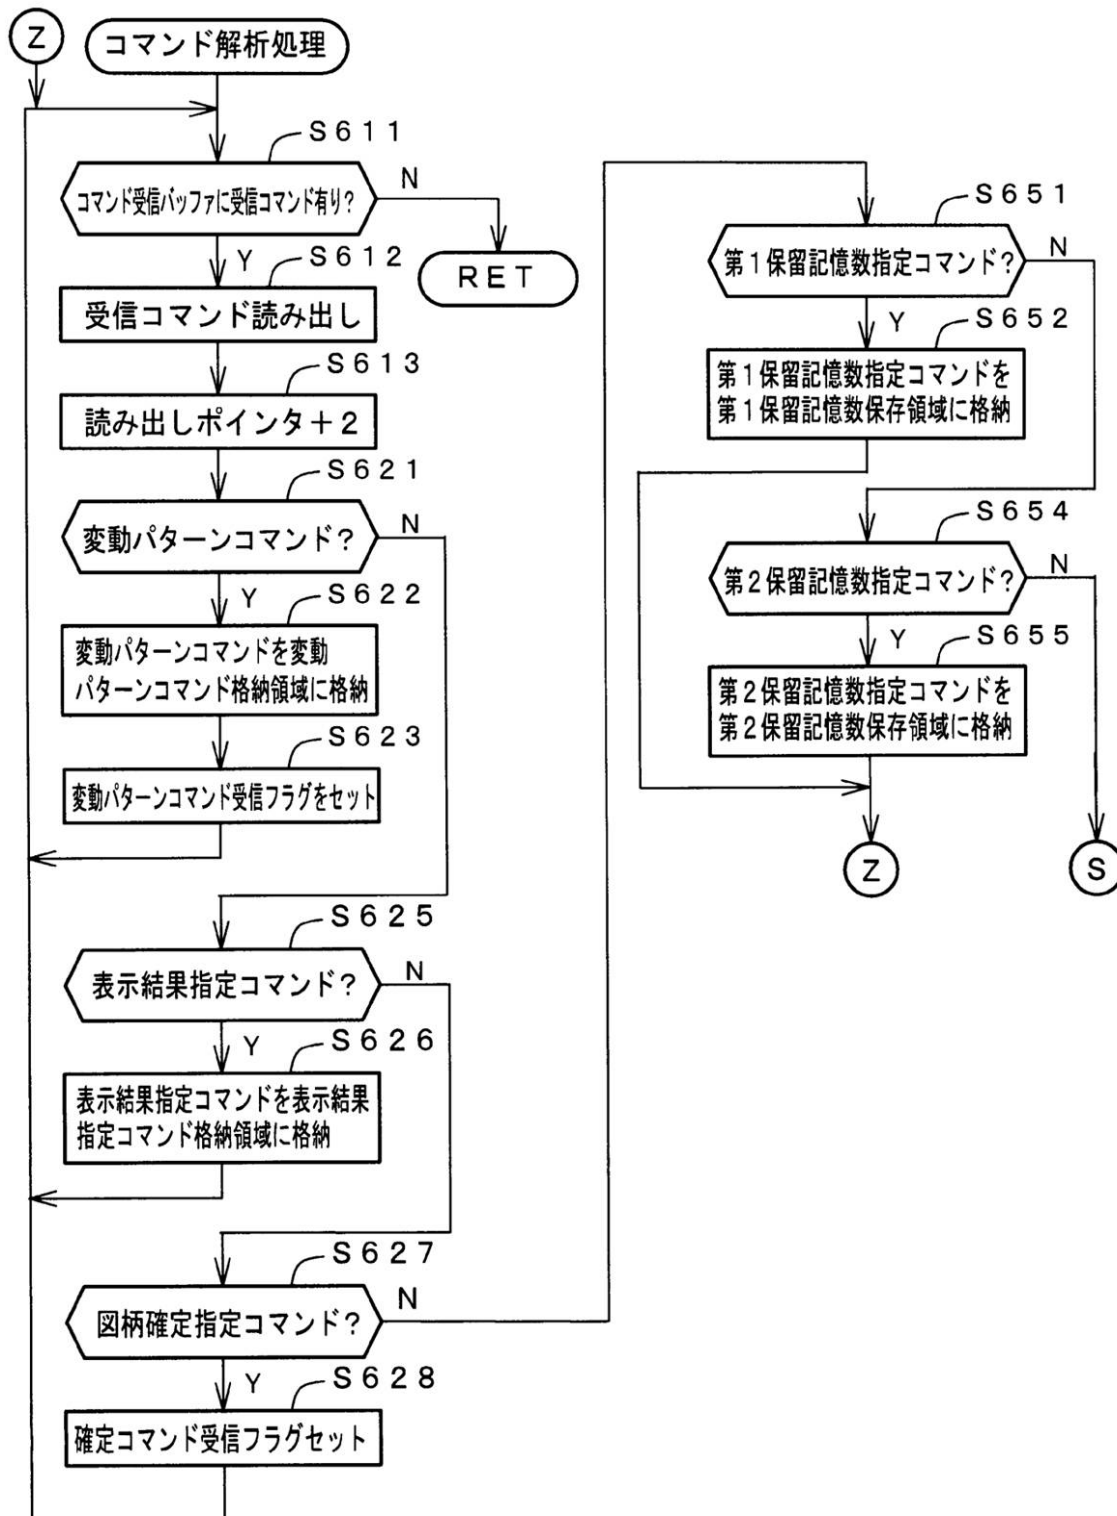 Z
コマンド解析処理
S611
コマンド受信バッファに受信コマンド有り?
N
Y
RET
S612
受信コマンド読み出し
S613
読み出しポインタ+2
S621
変動パターンコマンド?
N
Y
S622
変動パターンコマンドを変動
パターンコマンド格納領域に格納
S623
変動パターンコマンド受信フラグをセット
S625
表示結果指定コマンド?
N
Y
S626
表示結果指定コマンドを表示結果
指定コマンド格納領域に格納
S627
図柄確定指定コマンド?
N
Y
S628
確定コマンド受信フラグセット
S651
第1保留記憶数指定コマンド?
N
Y
S652
第1保留記憶数指定コマンドを
第1保留記憶数保存領域に格納
S654
第2保留記憶数指定コマンド?
N
Y
S655
第2保留記憶数指定コマンドを
第2保留記憶数保存領域に格納
Z
S